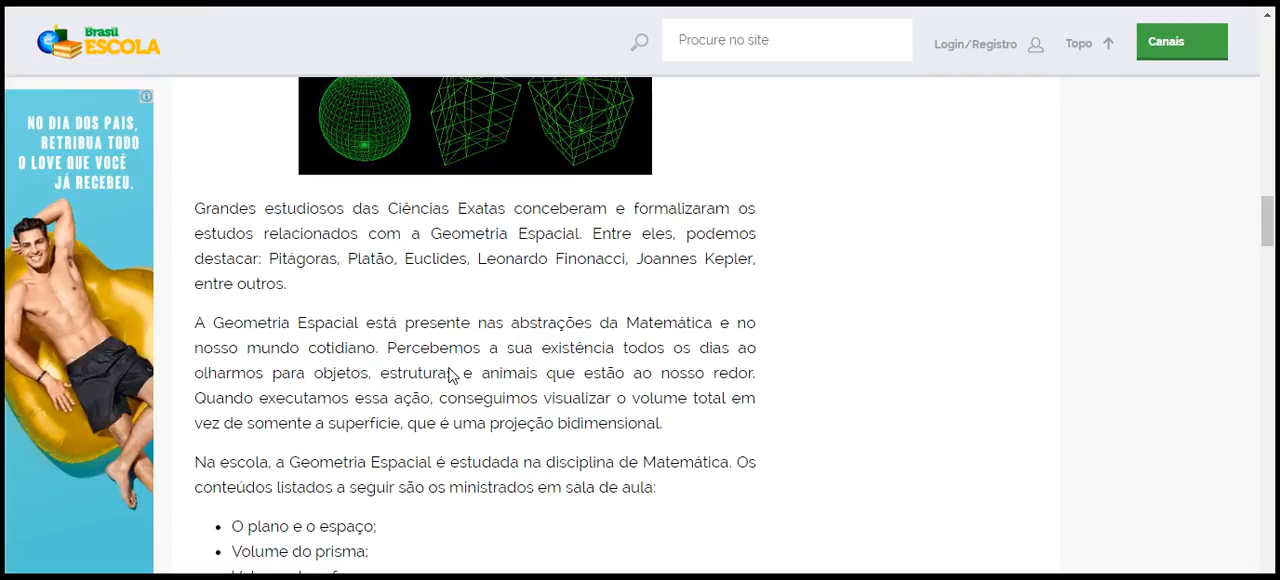 Brasil
ESCOLA
Procure no site
Login/Registro
Topo
Canais
NO DIA DOS PAIS,
RETRIBUA TODO
O LOVE QUE VOCÊ
JÁ RECEBEU.
Grandes estudiosos das Ciências Exatas conceberam e formalizaram os
estudos relacionados com a Geometria Espacial. Entre eles, podemos
destacar: Pitágoras, Platão, Euclides, Leonardo Finonacci, Joannes Kepler,
entre outros.
A Geometria Espacial está presente nas abstrações da Matemática e no
nosso mundo cotidiano. Percebemos a sua existência todos os dias ao
olharmos para objetos, estruturas e animais que estão ao nosso redor.
Quando executamos essa ação, conseguimos visualizar o volume total em
vez de somente a superfície, que é uma projeção bidimensional.
Na escola, a Geometria Espacial é estudada na disciplina de Matemática. Os
conteúdos listados a seguir são os ministrados em sala de aula:
• O plano e o espaço;
• Volume do prisma;